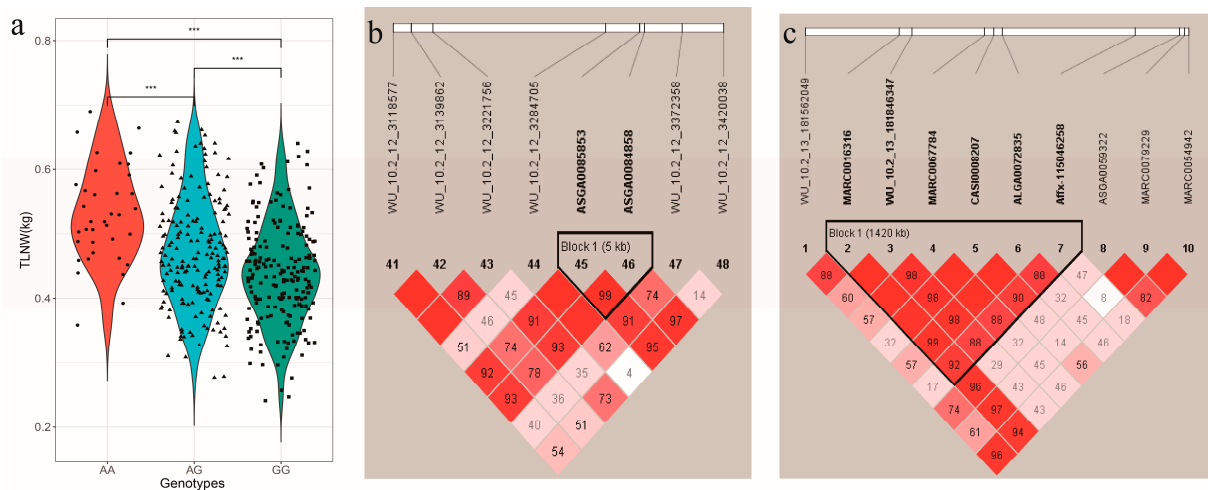 a
TLNW(kg)
0.8
0.6
0.4
0.2
***
***
***
AA AG GG
Genotypes
b
WU_10.2_12_3118577
WU_10.2_12_3139862
WU_10.2_12_3221756
WU_10.2_12_3284705
ASGA0085853
ASGA0084858
WU_10.2_12_3372358
WU_10.2_12_3420038
Block 1 (5 kb)
41 42 43 44 45 46 47 48
89 45 99 74 14
46 91 91 97
51 74 93 62 95
92 78 35 4
93 36 73
40 51
54
c
WU_10.2_13_181562049
MARC0016316
WU_10.2_13_181846347
MARC0067784
CASI0008207
ALGA0072835
Affx-115046258
ASGA0059322
MARC0079229
MARC0054942
Block 1 (1420 kb)
1 2 3 4 5 6 7 8 9 10
88 98 88 47
60 98 90 32 8 82
57 98 88 48 45 18
32 99 88 32 14 46
57 92 29 45 56
17 96 43 46
74 97 43
61 94
96